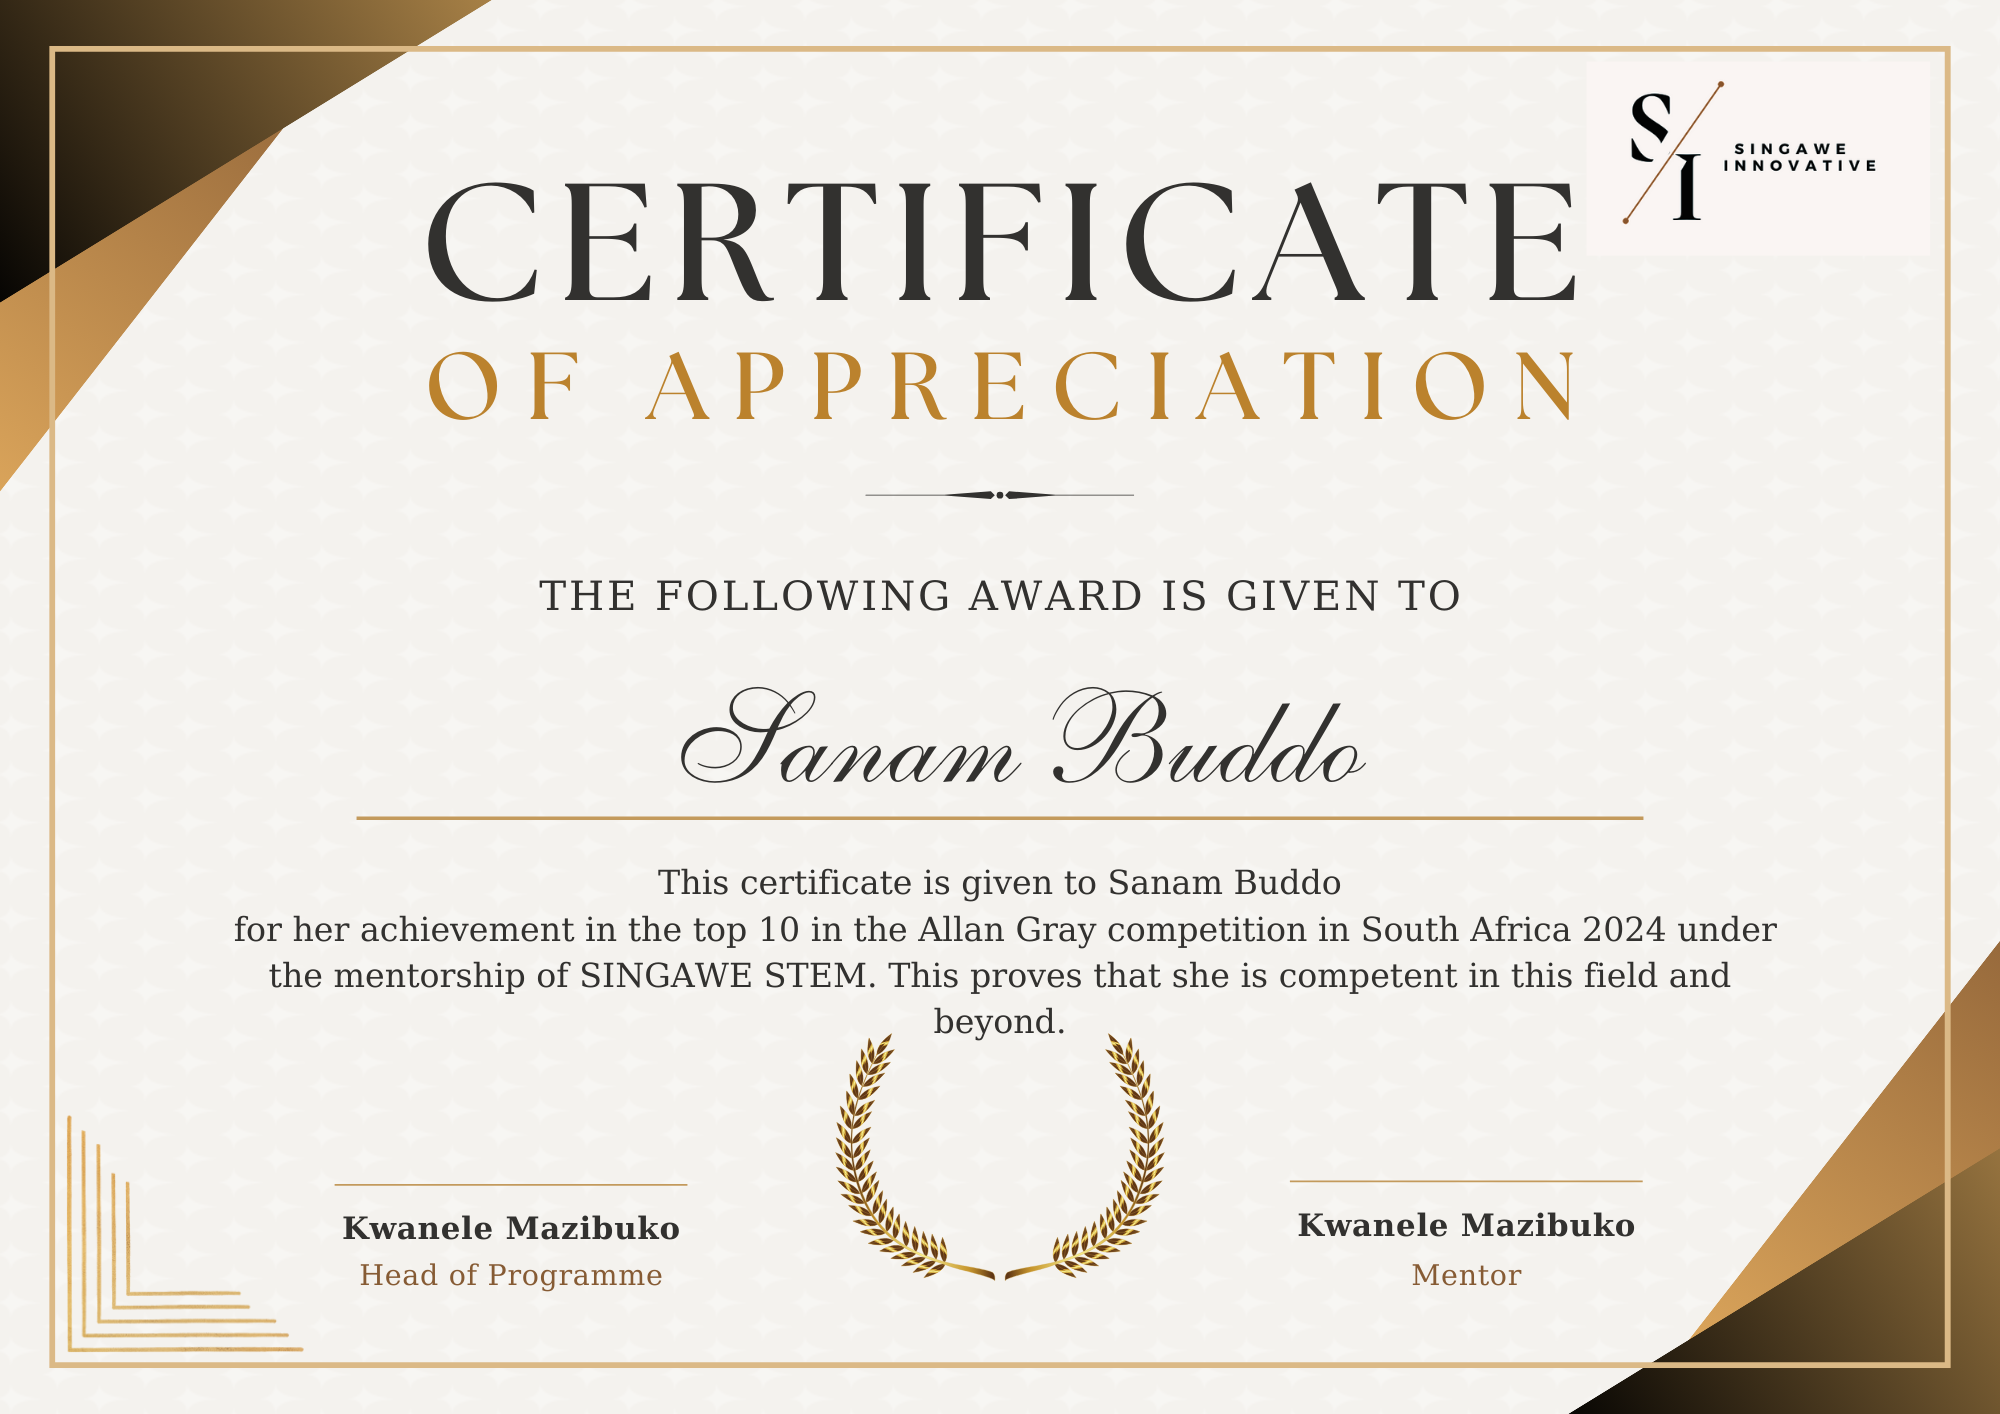 SI
SINGAWE
INNOVATIVE
CERTIFICATE
OF APPRECIATION
THE FOLLOWING AWARD IS GIVEN TO
Sanam Buddo
This certificate is given to Sanam Buddo
for her achievement in the top 10 in the Allan Gray competition in South Africa 2024 under
the mentorship of SINGAWE STEM. This proves that she is competent in this field and
beyond.
Kwanele Mazibuko
Head of Programme
Kwanele Mazibuko
Mentor